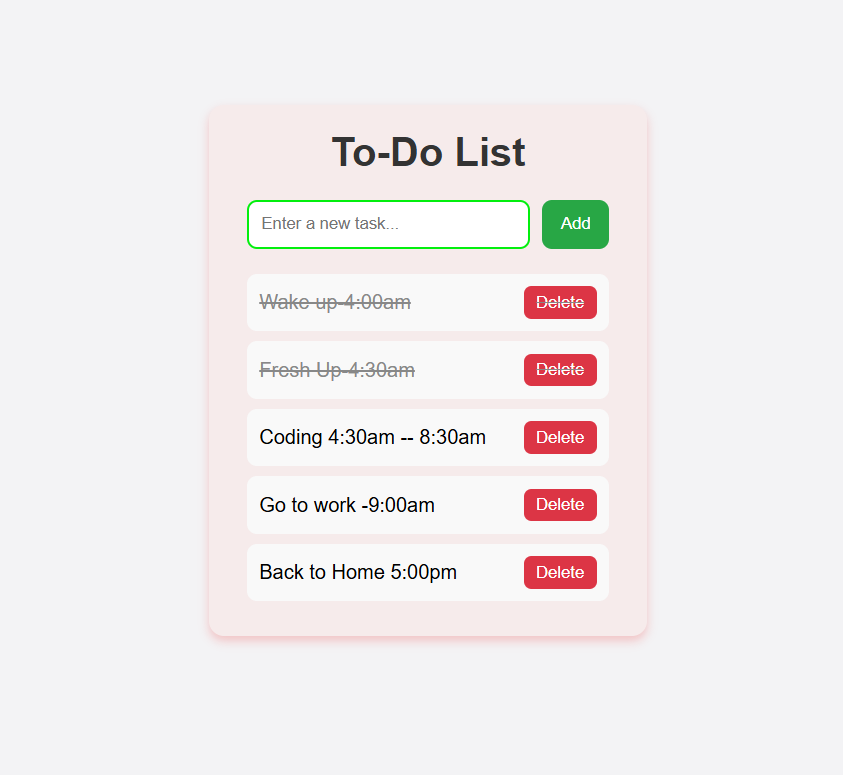 To-Do List
Enter a new task...
Add
Wake up-4:00am
Delete
Fresh Up-4:30am
Delete
Coding 4:30am -- 8:30am
Delete
Go to work -9:00am
Delete
Back to Home 5:00pm
Delete